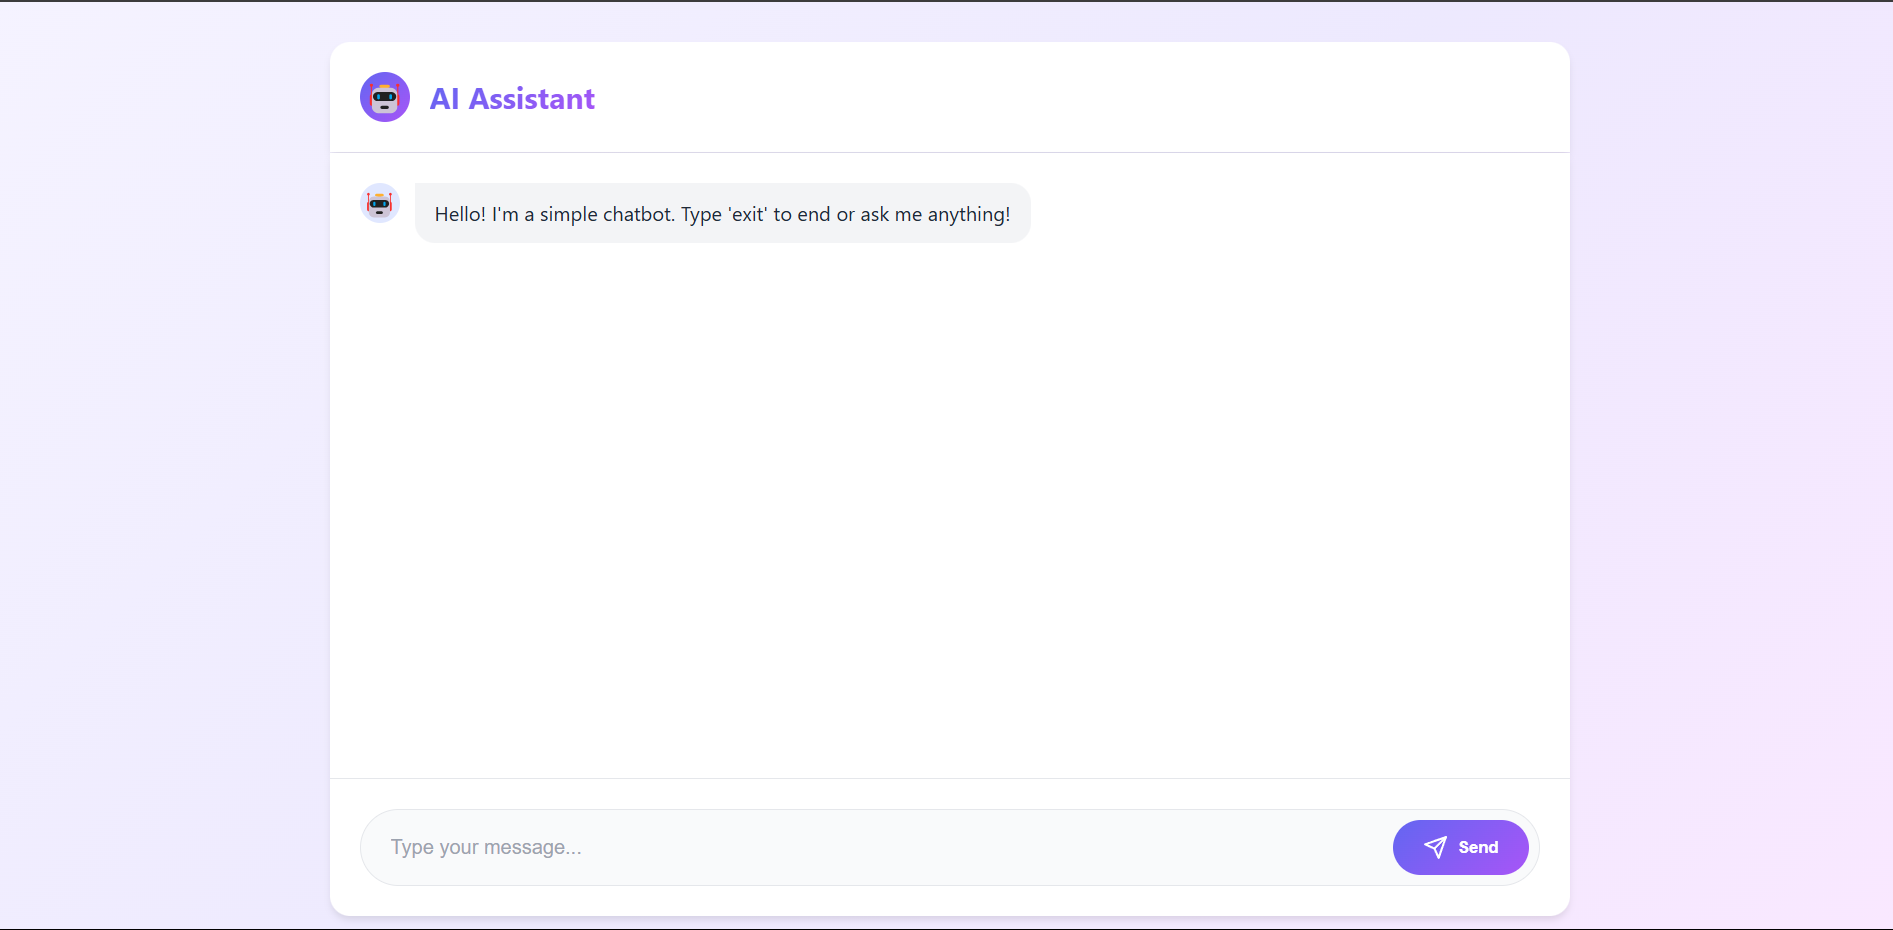 AI Assistant
Hello! I'm a simple chatbot. Type 'exit' to end or ask me anything!
Type your message...
Send